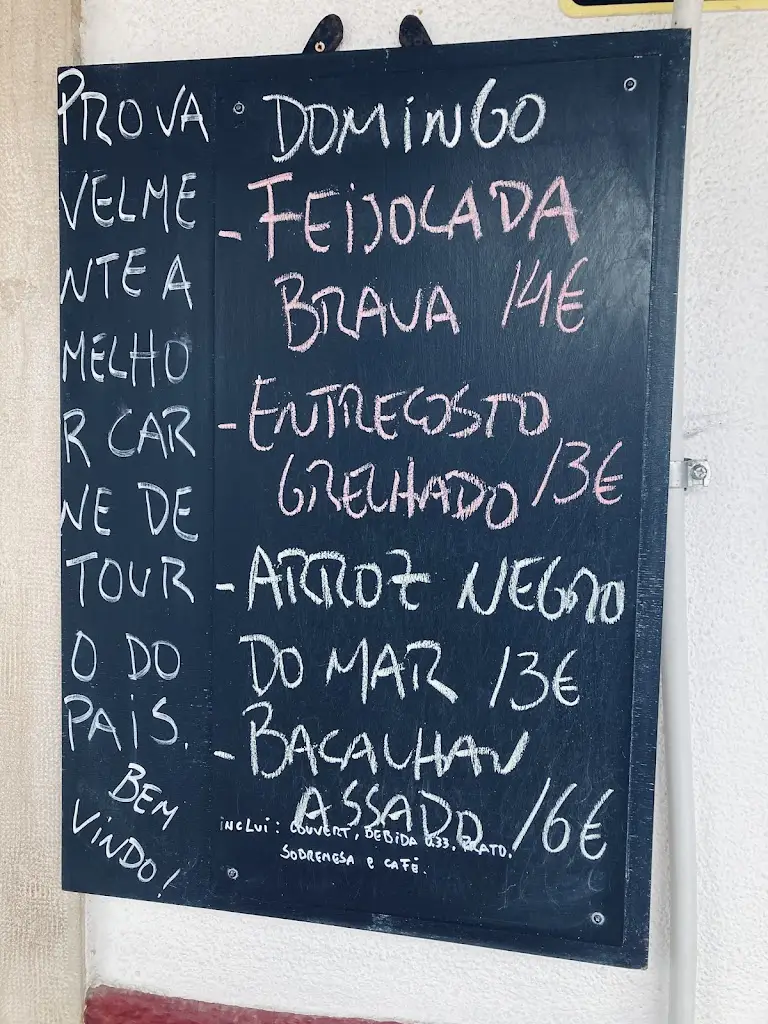 PROVA
VELME
NTE A
MELHO
R CAR
NE DE
TOUR
O DO
PAIS.
BEM
VINDO!
DOMINGO
- FEIJOCADA
BRAVA 14€
- ENTRECOSTO
GRELHADO 13€
- ARROZ NEGRO
DO MAR 13€
- BACALHAU
ASSADO 16€
INCLUI: COUVERT, BEBIDA 0.33, PRATO,
SOBREMESA e CAFÉ.